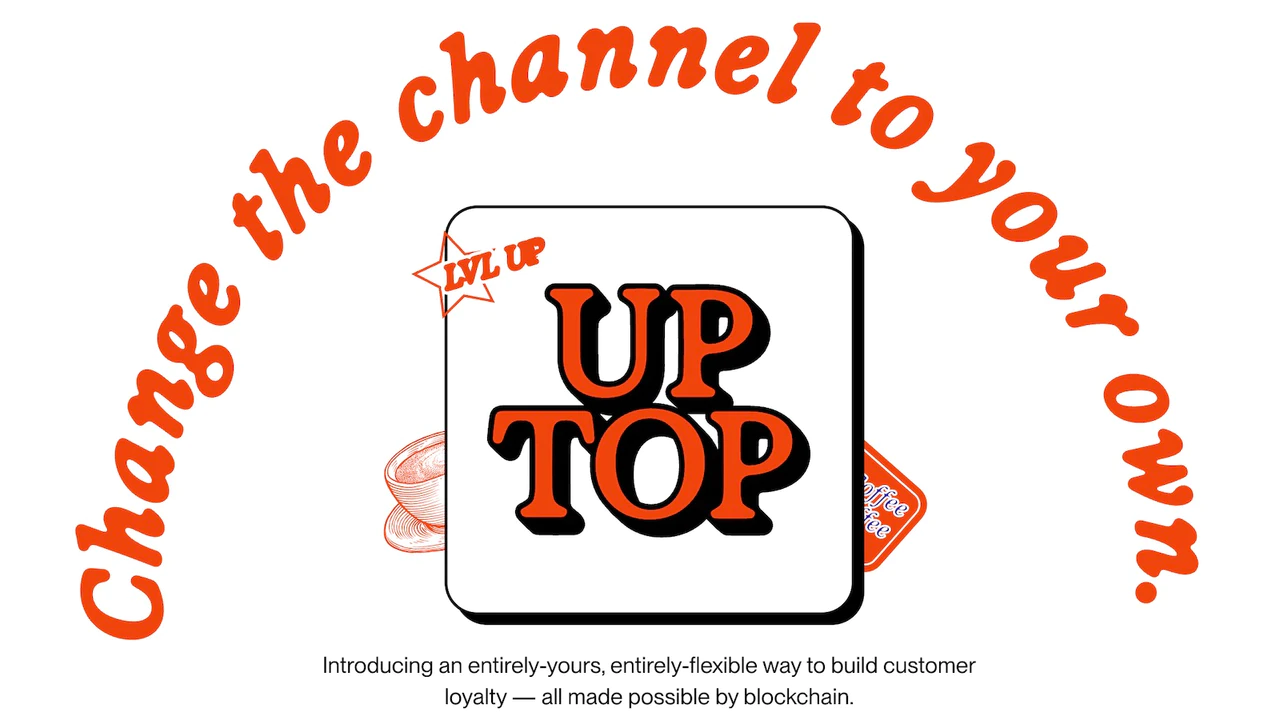 Change the channel to your own.
LVL UP
UP
TOP
Introducing an entirely-yours, entirely-flexible way to build customer
loyalty — all made possible by blockchain.